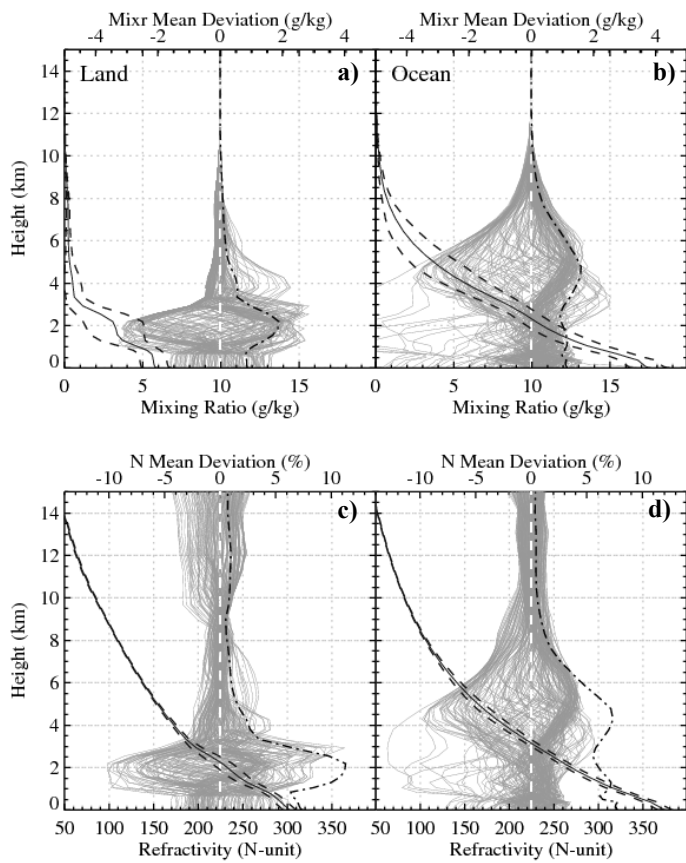 Mixr Mean Deviation (g/kg) Mixr Mean Deviation (g/kg)
-4 -2 0 2 4 -4 -2 0 2 4
14 Land a) Ocean b)
12
10
8
6
4
2
0
Height (km)
0 5 10 15 0 5 10 15
Mixing Ratio (g/kg) Mixing Ratio (g/kg)
N Mean Deviation (%) N Mean Deviation (%)
-10 -5 0 5 10 -10 -5 0 5 10
14 c) d)
12
10
8
6
4
2
0
Height (km)
50 100 150 200 250 300 350 100 150 200 250 300 350
Refractivity (N-unit) Refractivity (N-unit)